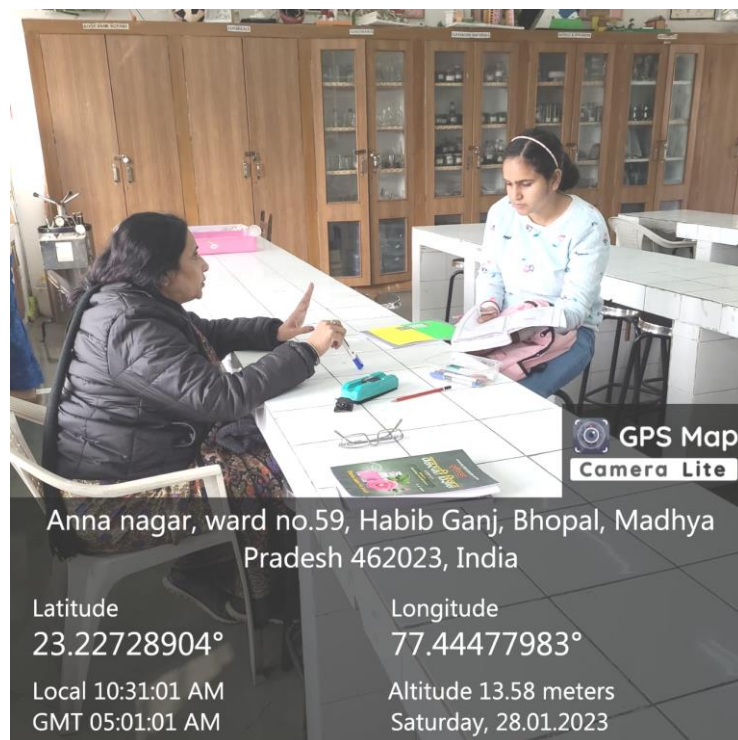 GPS Map
Camera Lite
Anna nagar, ward no.59, Habib Ganj, Bhopal, Madhya
Pradesh 462023, India
Latitude
23.22728904°
Longitude
77.44477983°
Local 10:31:01 AM
GMT 05:01:01 AM
Altitude 13.58 meters
Saturday, 28.01.2023